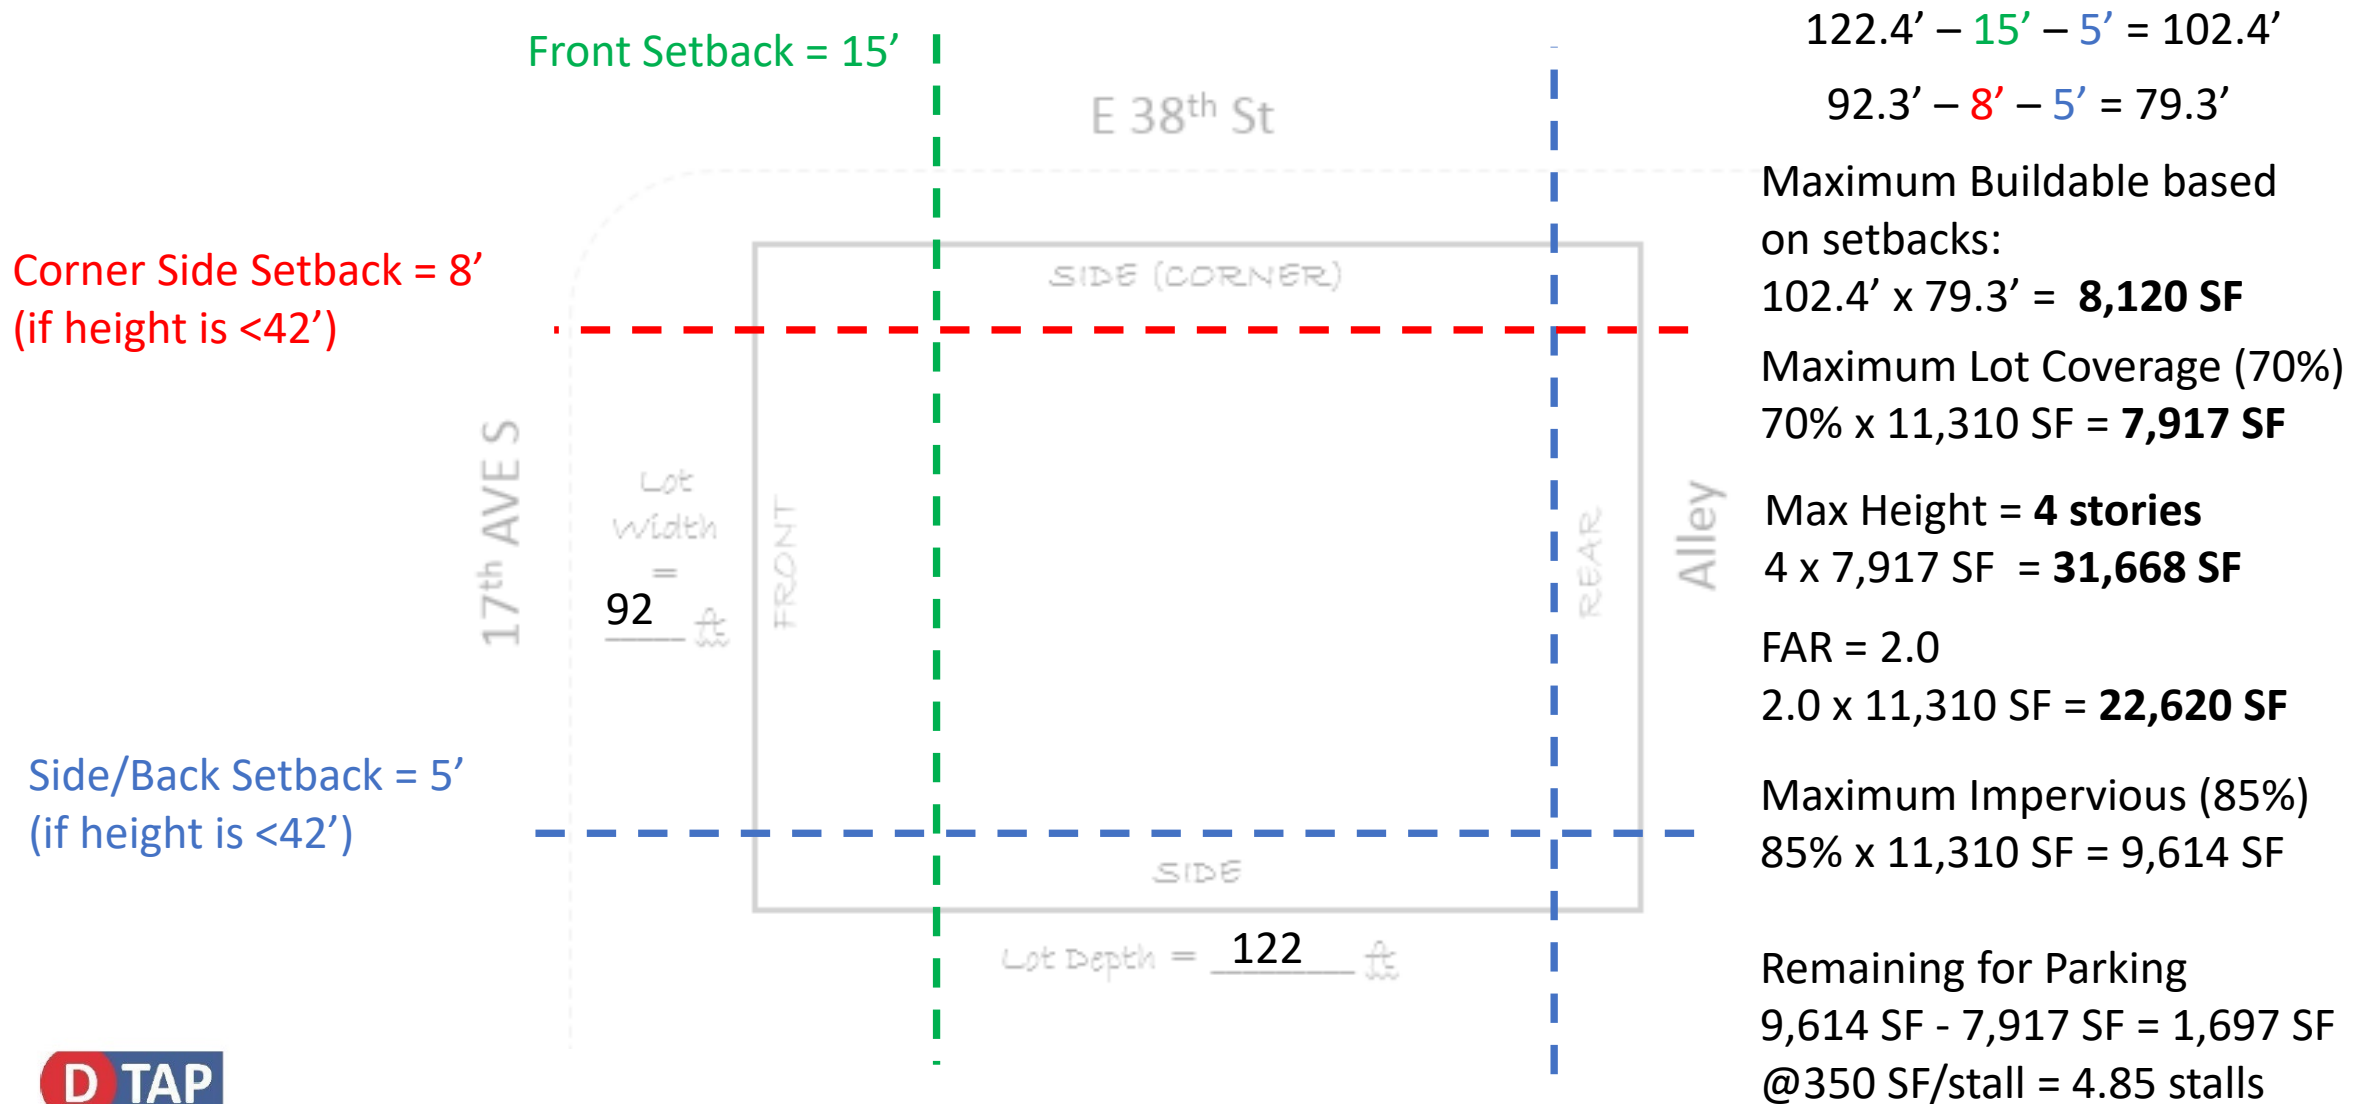 Front Setback = 15’
E 38th St
Corner Side Setback = 8’
(if height is <42’)
SIDE (CORNER)
17th AVE S
Lot
Width
=
92 ft
FRONT
REAR
Alley
Side/Back Setback = 5’
(if height is <42’)
SIDE
Lot Depth = 122 ft
D TAP
122.4’ – 15’ – 5’ = 102.4’
92.3’ – 8’ – 5’ = 79.3’
Maximum Buildable based
on setbacks:
102.4’ x 79.3’ = 8,120 SF
Maximum Lot Coverage (70%)
70% x 11,310 SF = 7,917 SF
Max Height = 4 stories
4 x 7,917 SF = 31,668 SF
FAR = 2.0
2.0 x 11,310 SF = 22,620 SF
Maximum Impervious (85%)
85% x 11,310 SF = 9,614 SF
Remaining for Parking
9,614 SF - 7,917 SF = 1,697 SF
@350 SF/stall = 4.85 stalls